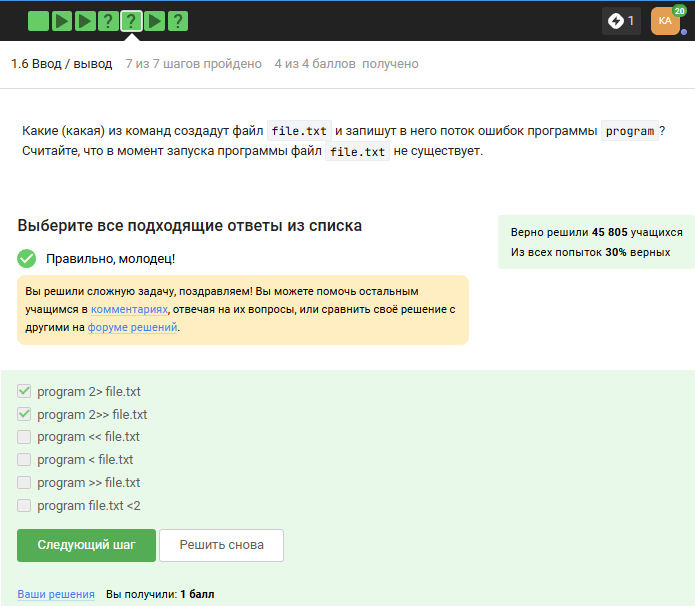 ? ? ?
1
КА
20
1.6 Ввод / вывод 7 из 7 шагов пройдено 4 из 4 баллов получено
Какие (какая) из команд создадут файл file.txt и запишут в него поток ошибок программы program ?
Считайте, что в момент запуска программы файл file.txt не существует.
Выберите все подходящие ответы из списка
Верно решили 45 805 учащихся
Из всех попыток 30% верных
Правильно, молодец!
Вы решили сложную задачу, поздравляем! Вы можете помочь остальным
учащимся в комментариях, отвечая на их вопросы, или сравнить своё решение с
другими на форуме решений.
program 2> file.txt
program 2>> file.txt
program << file.txt
program < file.txt
program >> file.txt
program file.txt <2
Следующий шаг Решить снова
Ваши решения Вы получили: 1 балл